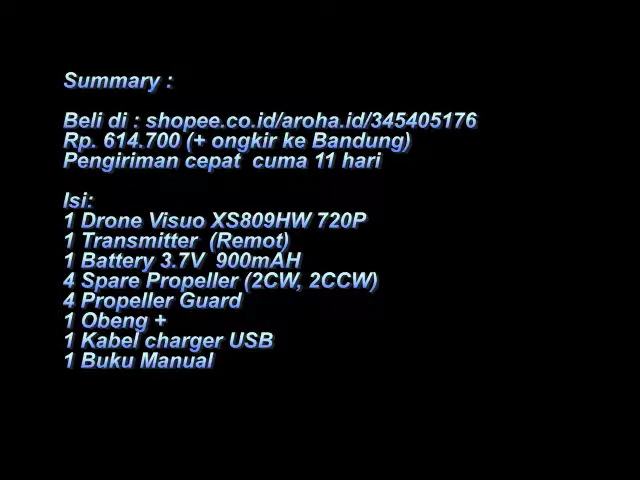 Summary :
Beli di : shopee.co.id/aroha.id/345405176
Rp. 614.700 (+ ongkir ke Bandung)
Pengiriman cepat cuma 11 hari
Isi:
1 Drone Visuo XS809HW 720P
1 Transmitter (Remot)
1 Battery 3.7V 900mAH
4 Spare Propeller (2CW, 2CCW)
4 Propeller Guard
1 Obeng +
1 Kabel charger USB
1 Buku Manual